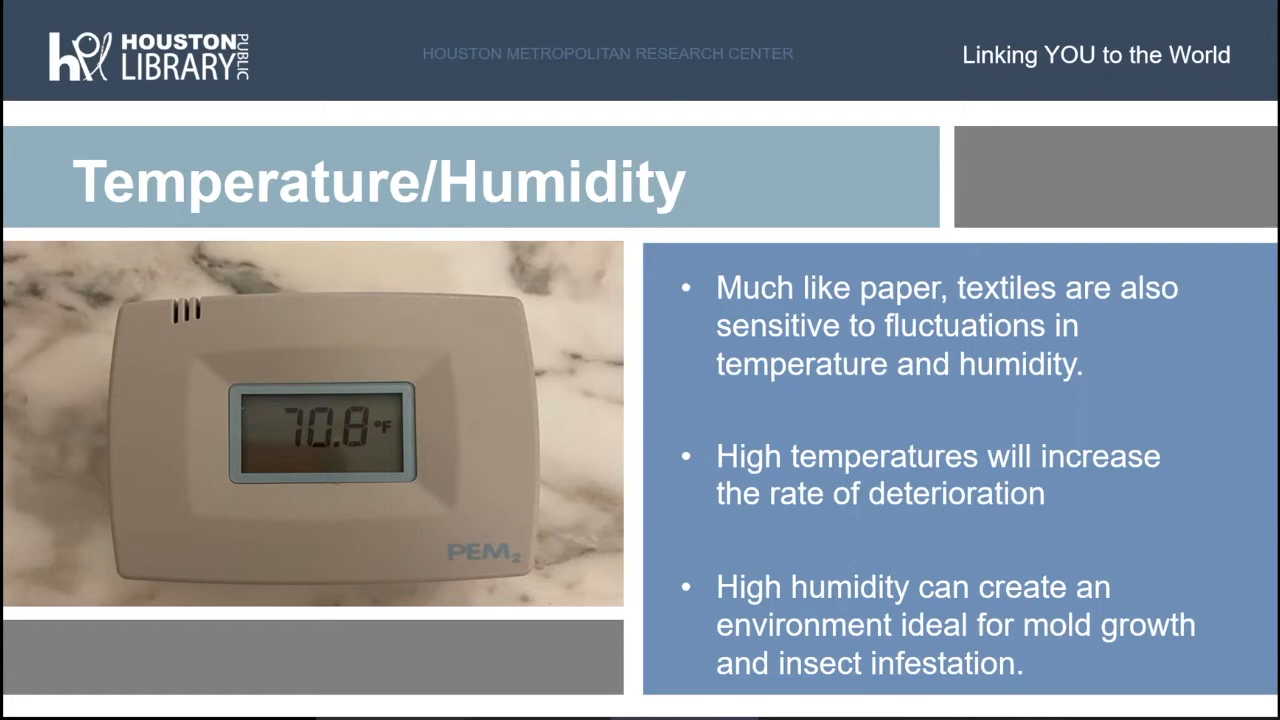 HOUSTON
LIBRARY
PUBLIC
HOUSTON METROPOLITAN RESEARCH CENTER
Linking YOU to the World
Temperature/Humidity
70.8 °F
PEM2
• Much like paper, textiles are also
sensitive to fluctuations in
temperature and humidity.
• High temperatures will increase
the rate of deterioration
• High humidity can create an
environment ideal for mold growth
and insect infestation.